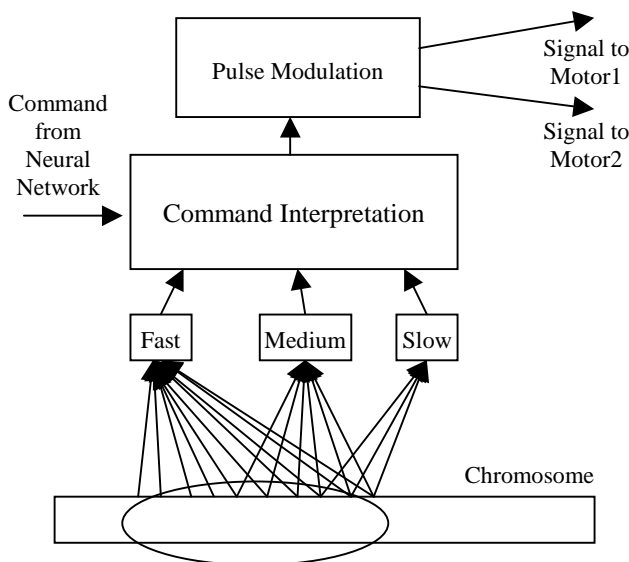 Pulse Modulation
Signal to
Motor1
Signal to
Motor2
Command
from
Neural
Network
Command Interpretation
Fast
Medium
Slow
Chromosome